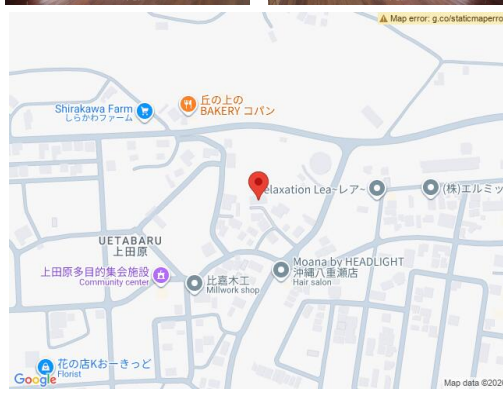 Map error: g.co/staticmaperro
丘の上の
BAKERY コパン
Shirakawa Farm
しらかわファーム
elaxation Lea~レア~
(株)エルミッ
UETABARU
上田原
Moana by HEADLIGHT
沖縄八重瀬店
Hair salon
上田原多目的集会施設
Community center
比嘉木工
Millwork shop
花の店Kおーきっど
Florist
Google
Map data ©202